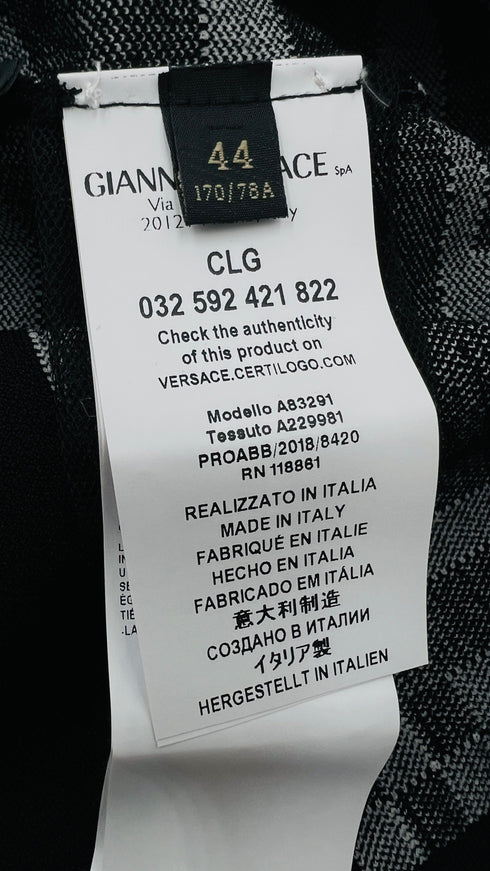 44
170/78A
GIANN ACE SpA
Via y
2012
CLG
032 592 421 822
Check the authenticity
of this product on
VERSACE.CERTILOGO.COM
Modello A83291
Tessuto A229981
PROABB/2018/8420
RN 118861
REALIZZATO IN ITALIA
MADE IN ITALY
FABRIQUÉ EN ITALIE
HECHO EN ITALIA
FABRICADO EM ITÁLIA
意大利制造
СОЗДАНО В ИТАЛИИ
イタリア製
HERGESTELLT IN ITALIEN